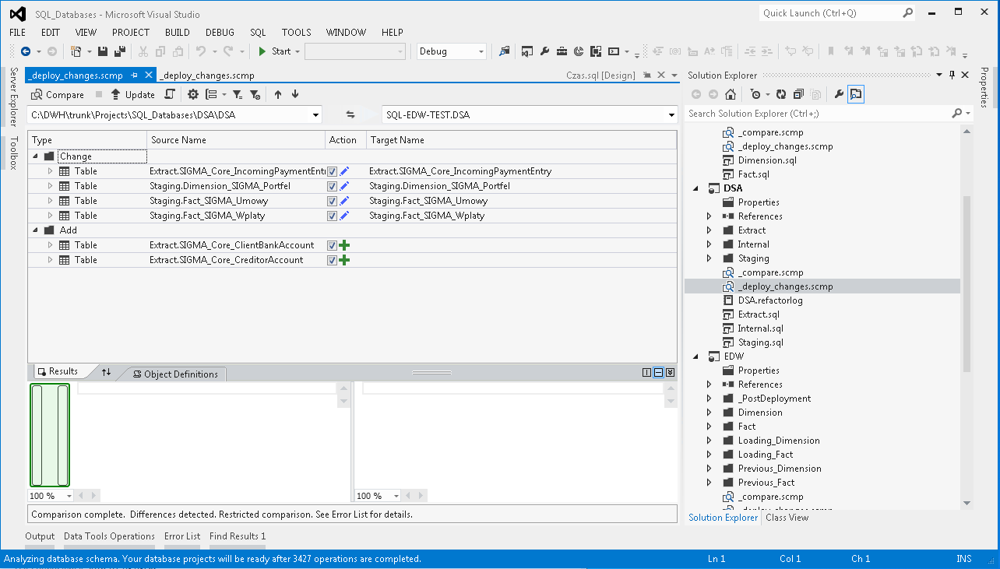 SQL_Databases - Microsoft Visual Studio
Quick Launch (Ctrl+Q)
FILE EDIT VIEW PROJECT BUILD DEBUG SQL TOOLS WINDOW HELP
Start Debug
Server Explorer
Toolbox
_deploy_changes.scmp _deploy_changes.scmp Czas.sql [Design]
Compare Update
C:\DWH\trunk\Projects\SQL_Databases\DSA\DSA SQL-EDW-TEST.DSA
Type Source Name Action Target Name
Change
Table Extract.SIGMA_Core_IncomingPaymentEntr Extract.SIGMA_Core_IncomingPaymentEntry
Table Staging.Dimension_SIGMA_Portfel Staging.Dimension_SIGMA_Portfel
Table Staging.Fact_SIGMA_Umowy Staging.Fact_SIGMA_Umowy
Table Staging.Fact_SIGMA_Wplaty Staging.Fact_SIGMA_Wplaty
Add
Table Extract.SIGMA_Core_ClientBankAccount
Table Extract.SIGMA_Core_CreditorAccount
Results Object Definitions
100 % 100 %
Comparison complete. Differences detected. Restricted comparison. See Error List for details.
Output Data Tools Operations Error List Find Results 1
Solution Explorer
Search Solution Explorer (Ctrl+;)
_compare.scmp
_deploy_changes.scmp
Dimension.sql
Fact.sql
DSA
Properties
References
Extract
Internal
Staging
_compare.scmp
_deploy_changes.scmp
DSA.refactorlog
Extract.sql
Internal.sql
Staging.sql
EDW
Properties
References
_PostDeployment
Dimension
Fact
Loading_Dimension
Loading_Fact
Previous_Dimension
Previous_Fact
_compare.scmp
_deploy_changes.scmp
Solution Explorer Class View
Properties
Analyzing database schema. Your database projects will be ready after 3427 operations are completed. Ln 1 Col 1 Ch 1 INS